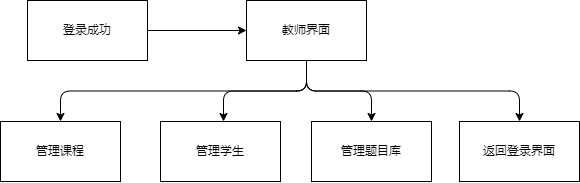 登录成功
教师界面
管理课程
管理学生
管理题目库
返回登录界面